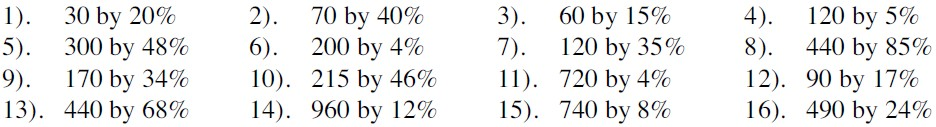 1). 30 by 20% 2). 70 by 40% 3). 60 by 15% 4). 120 by 5%
5). 300 by 48% 6). 200 by 4% 7). 120 by 35% 8). 440 by 85%
9). 170 by 34% 10). 215 by 46% 11). 720 by 4% 12). 90 by 17%
13). 440 by 68% 14). 960 by 12% 15). 740 by 8% 16). 490 by 24%